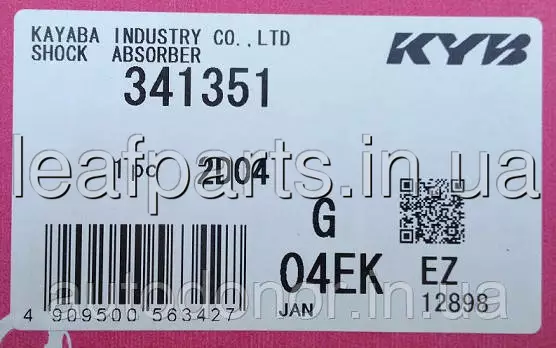 KAYABA INDUSTRY CO.,LTD
SHOCK ABSORBER
KYB
341351
leafparts.in.ua
1 pc 2D04
G
04EK EZ
JAN 12898
autodonor.in.ua
4 909500 563427